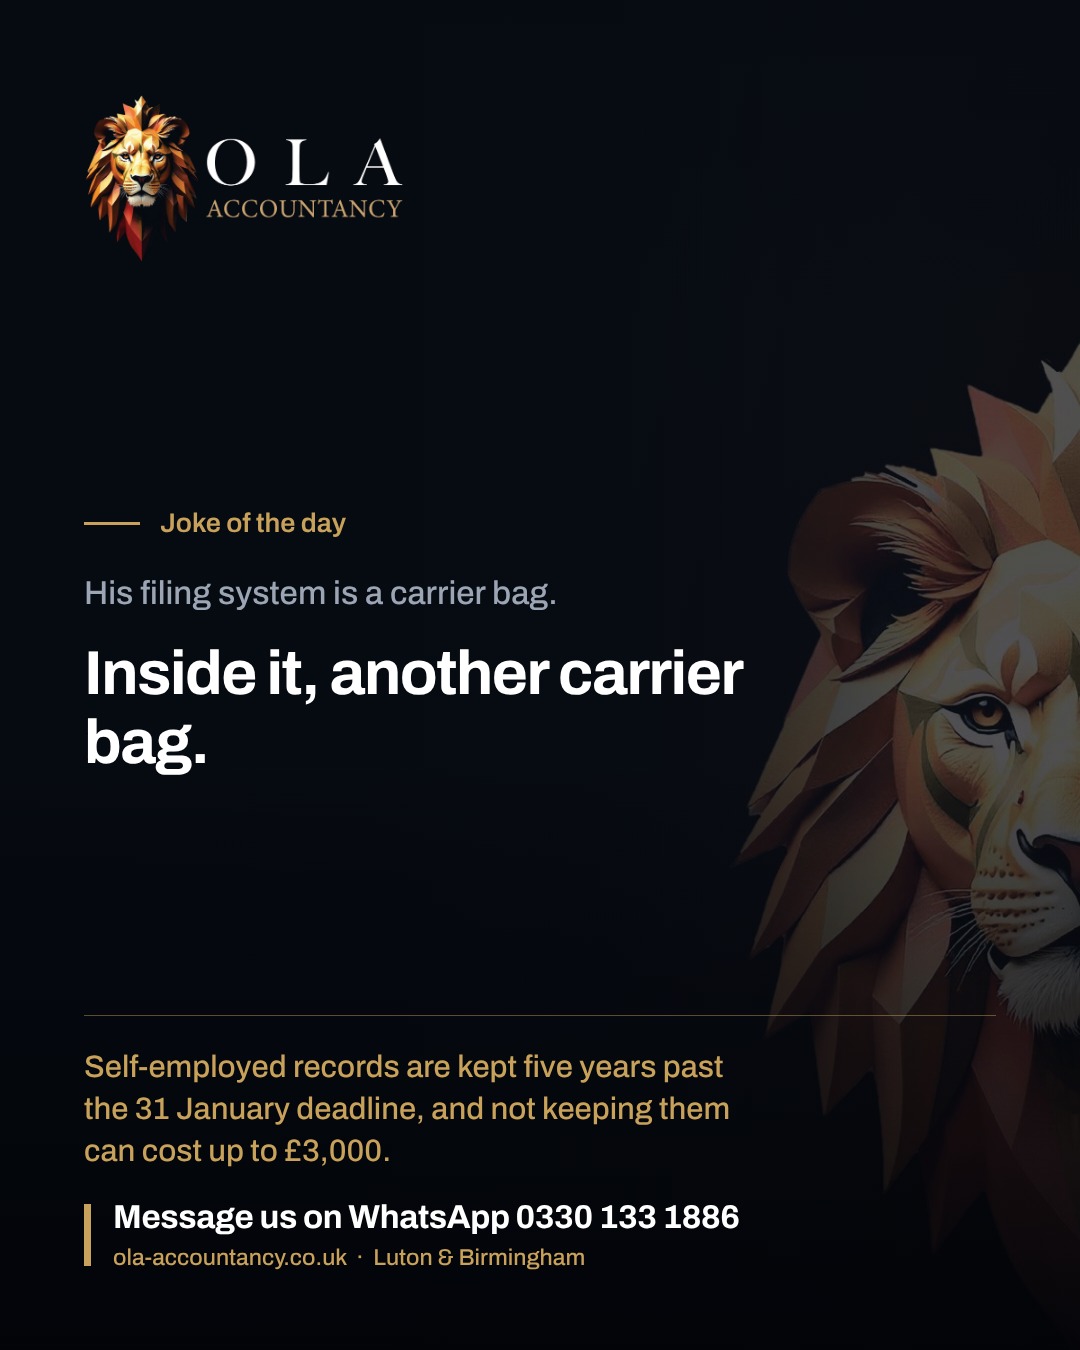 OLA
ACCOUNTANCY
Joke of the day
His filing system is a carrier bag.
Inside it, another carrier
bag.
Self-employed records are kept five years past
the 31 January deadline, and not keeping them
can cost up to £3,000.
Message us on WhatsApp 0330 133 1886
ola-accountancy.co.uk · Luton & Birmingham